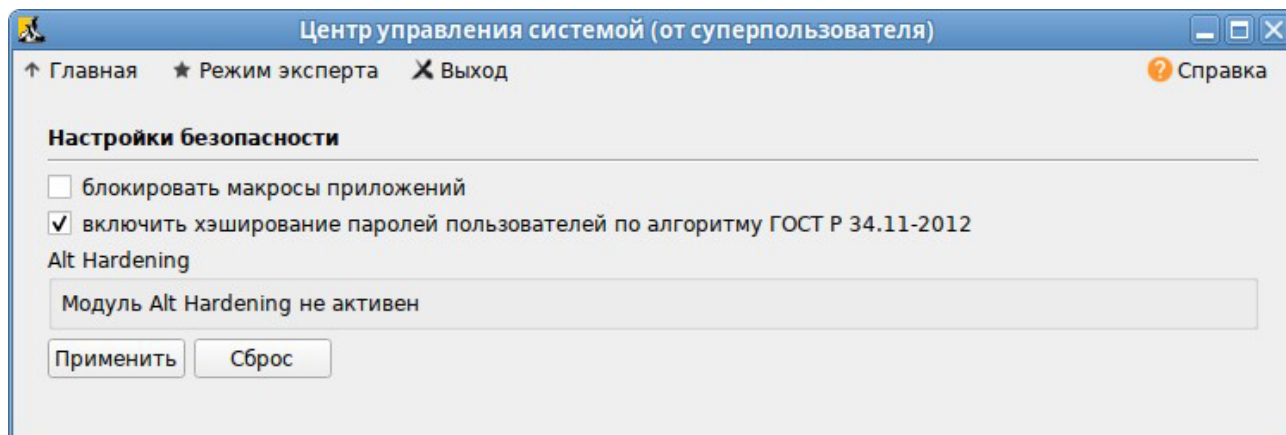 Центр управления системой (от суперпользователя)
Главная Режим эксперта Выход Справка
Настройки безопасности
блокировать макросы приложений
включить хэширование паролей пользователей по алгоритму ГОСТ Р 34.11-2012
Alt Hardening
Модуль Alt Hardening не активен
Применить Сброс